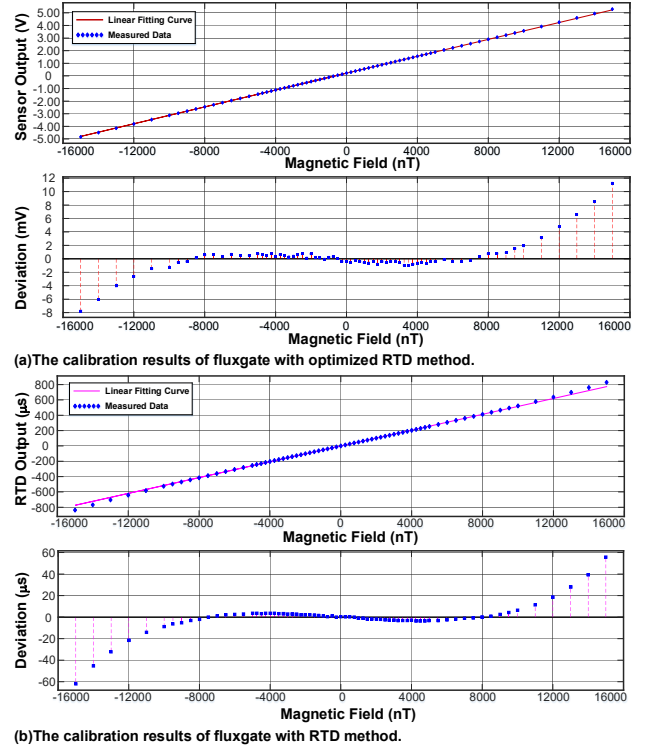 5.00
4.00
3.00
2.00
1.00
0
-1.00
-2.00
-3.00
-4.00
-5.00
Sensor Output (V)
Linear Fitting Curve
Measured Data
-16000 -12000 -8000 -4000 0 4000 8000 12000 16000
Magnetic Field (nT)
12
10
8
6
4
2
0
-2
-4
-6
-8
Deviation (mV)
-16000 -12000 -8000 -4000 0 4000 8000 12000 16000
Magnetic Field (nT)
(a)The calibration results of fluxgate with optimized RTD method.
800
600
400
200
0
-200
-400
-600
-800
RTD Output (μs)
Linear Fitting Curve
Measured Data
-16000 -12000 -8000 -4000 0 4000 8000 12000 16000
Magnetic Field (nT)
60
40
20
0
-20
-40
-60
Deviation (μs)
-16000 -12000 -8000 -4000 0 4000 8000 12000 16000
Magnetic Field (nT)
(b)The calibration results of fluxgate with RTD method.